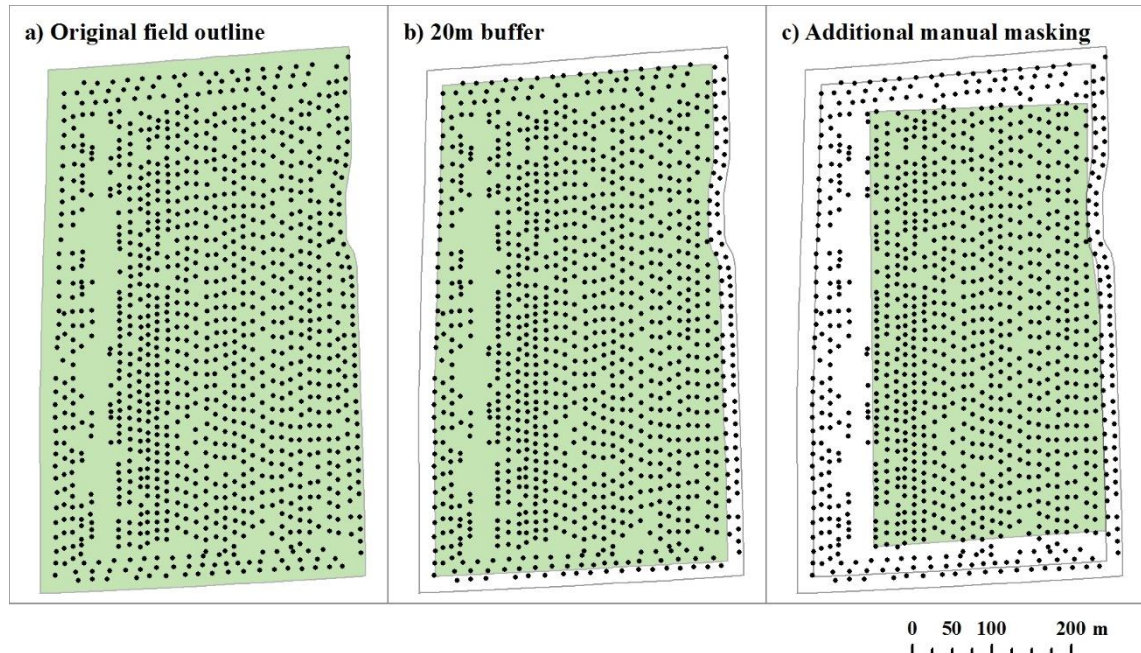 a) Original field outline
b) 20m buffer
c) Additional manual masking
0 50 100 200 m